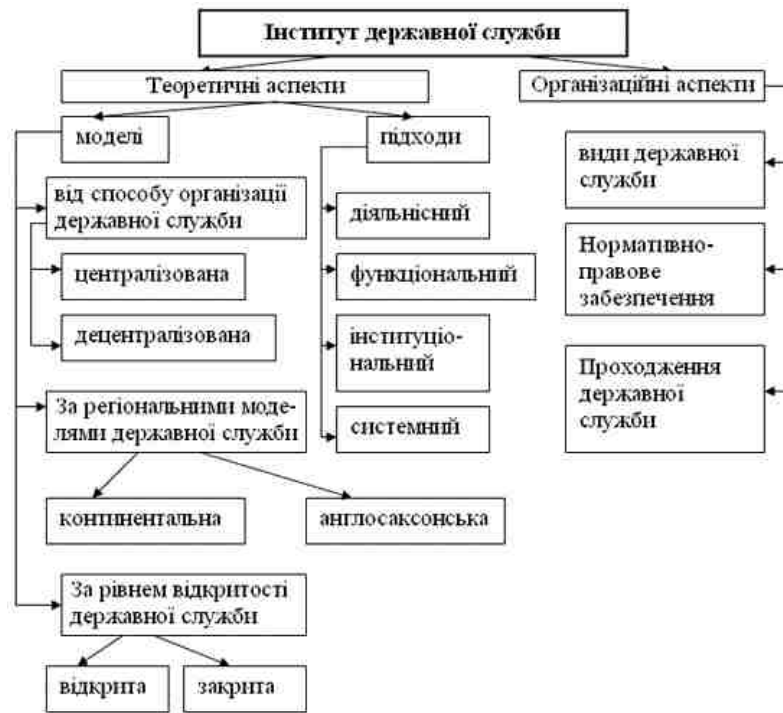 Інститут державної служби
Теоретичні аспекти
Організаційні аспекти
моделі
підходи
види державної
служби
від способу організації
державної служби
діяльнісний
Нормативно-
правове
забезпечення
централізована
функціональний
децентралізована
інституціо-
нальний
Проходження
державної
служби
За регіональними моде-
лями державної служби
системний
континентальна
англосаксонська
За рівнем відкритості
державної служби
відкрита
закрита